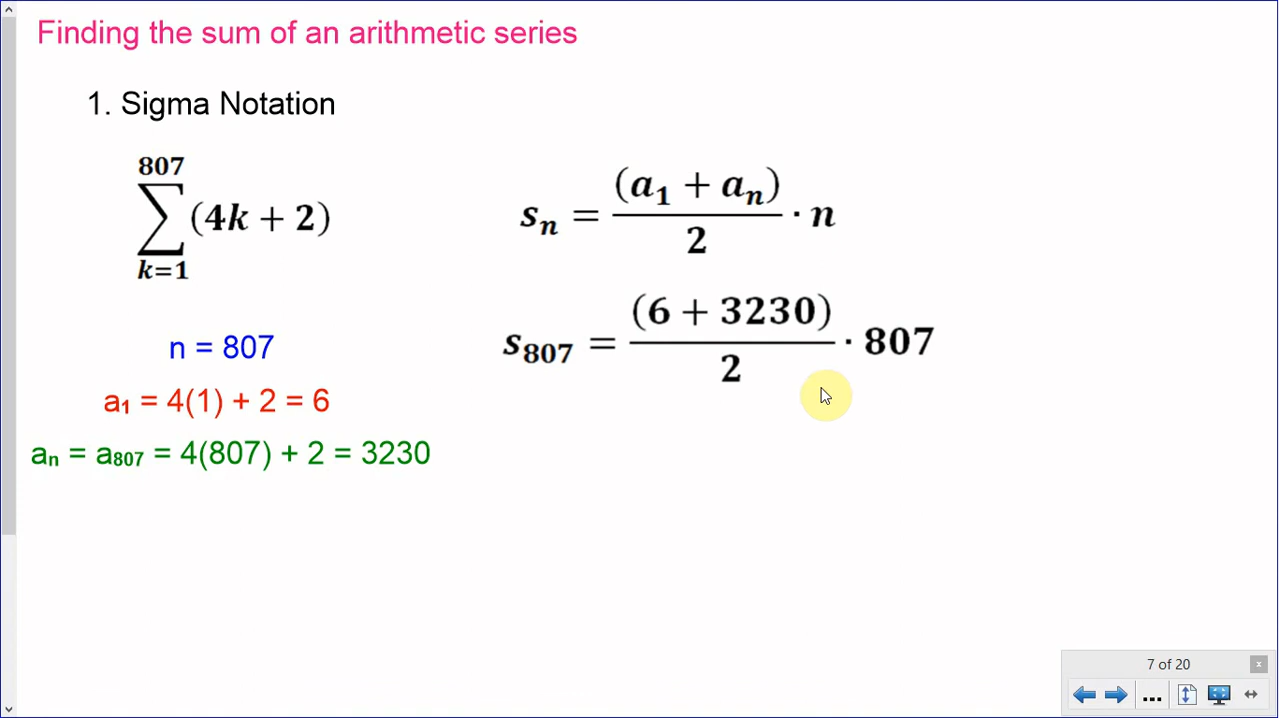 Finding the sum of an arithmetic series
1. Sigma Notation
807
∑ (4k + 2)
k=1
sₙ = (a₁ + aₙ) / 2 · n
s₈₀₇ = (6 + 3230) / 2 · 807
n = 807
a₁ = 4(1) + 2 = 6
aₙ = a₈₀₇ = 4(807) + 2 = 3230
7 of 20